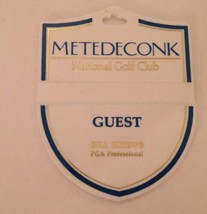 METEDECONK
National Golf Club
GUEST
PGA Professional